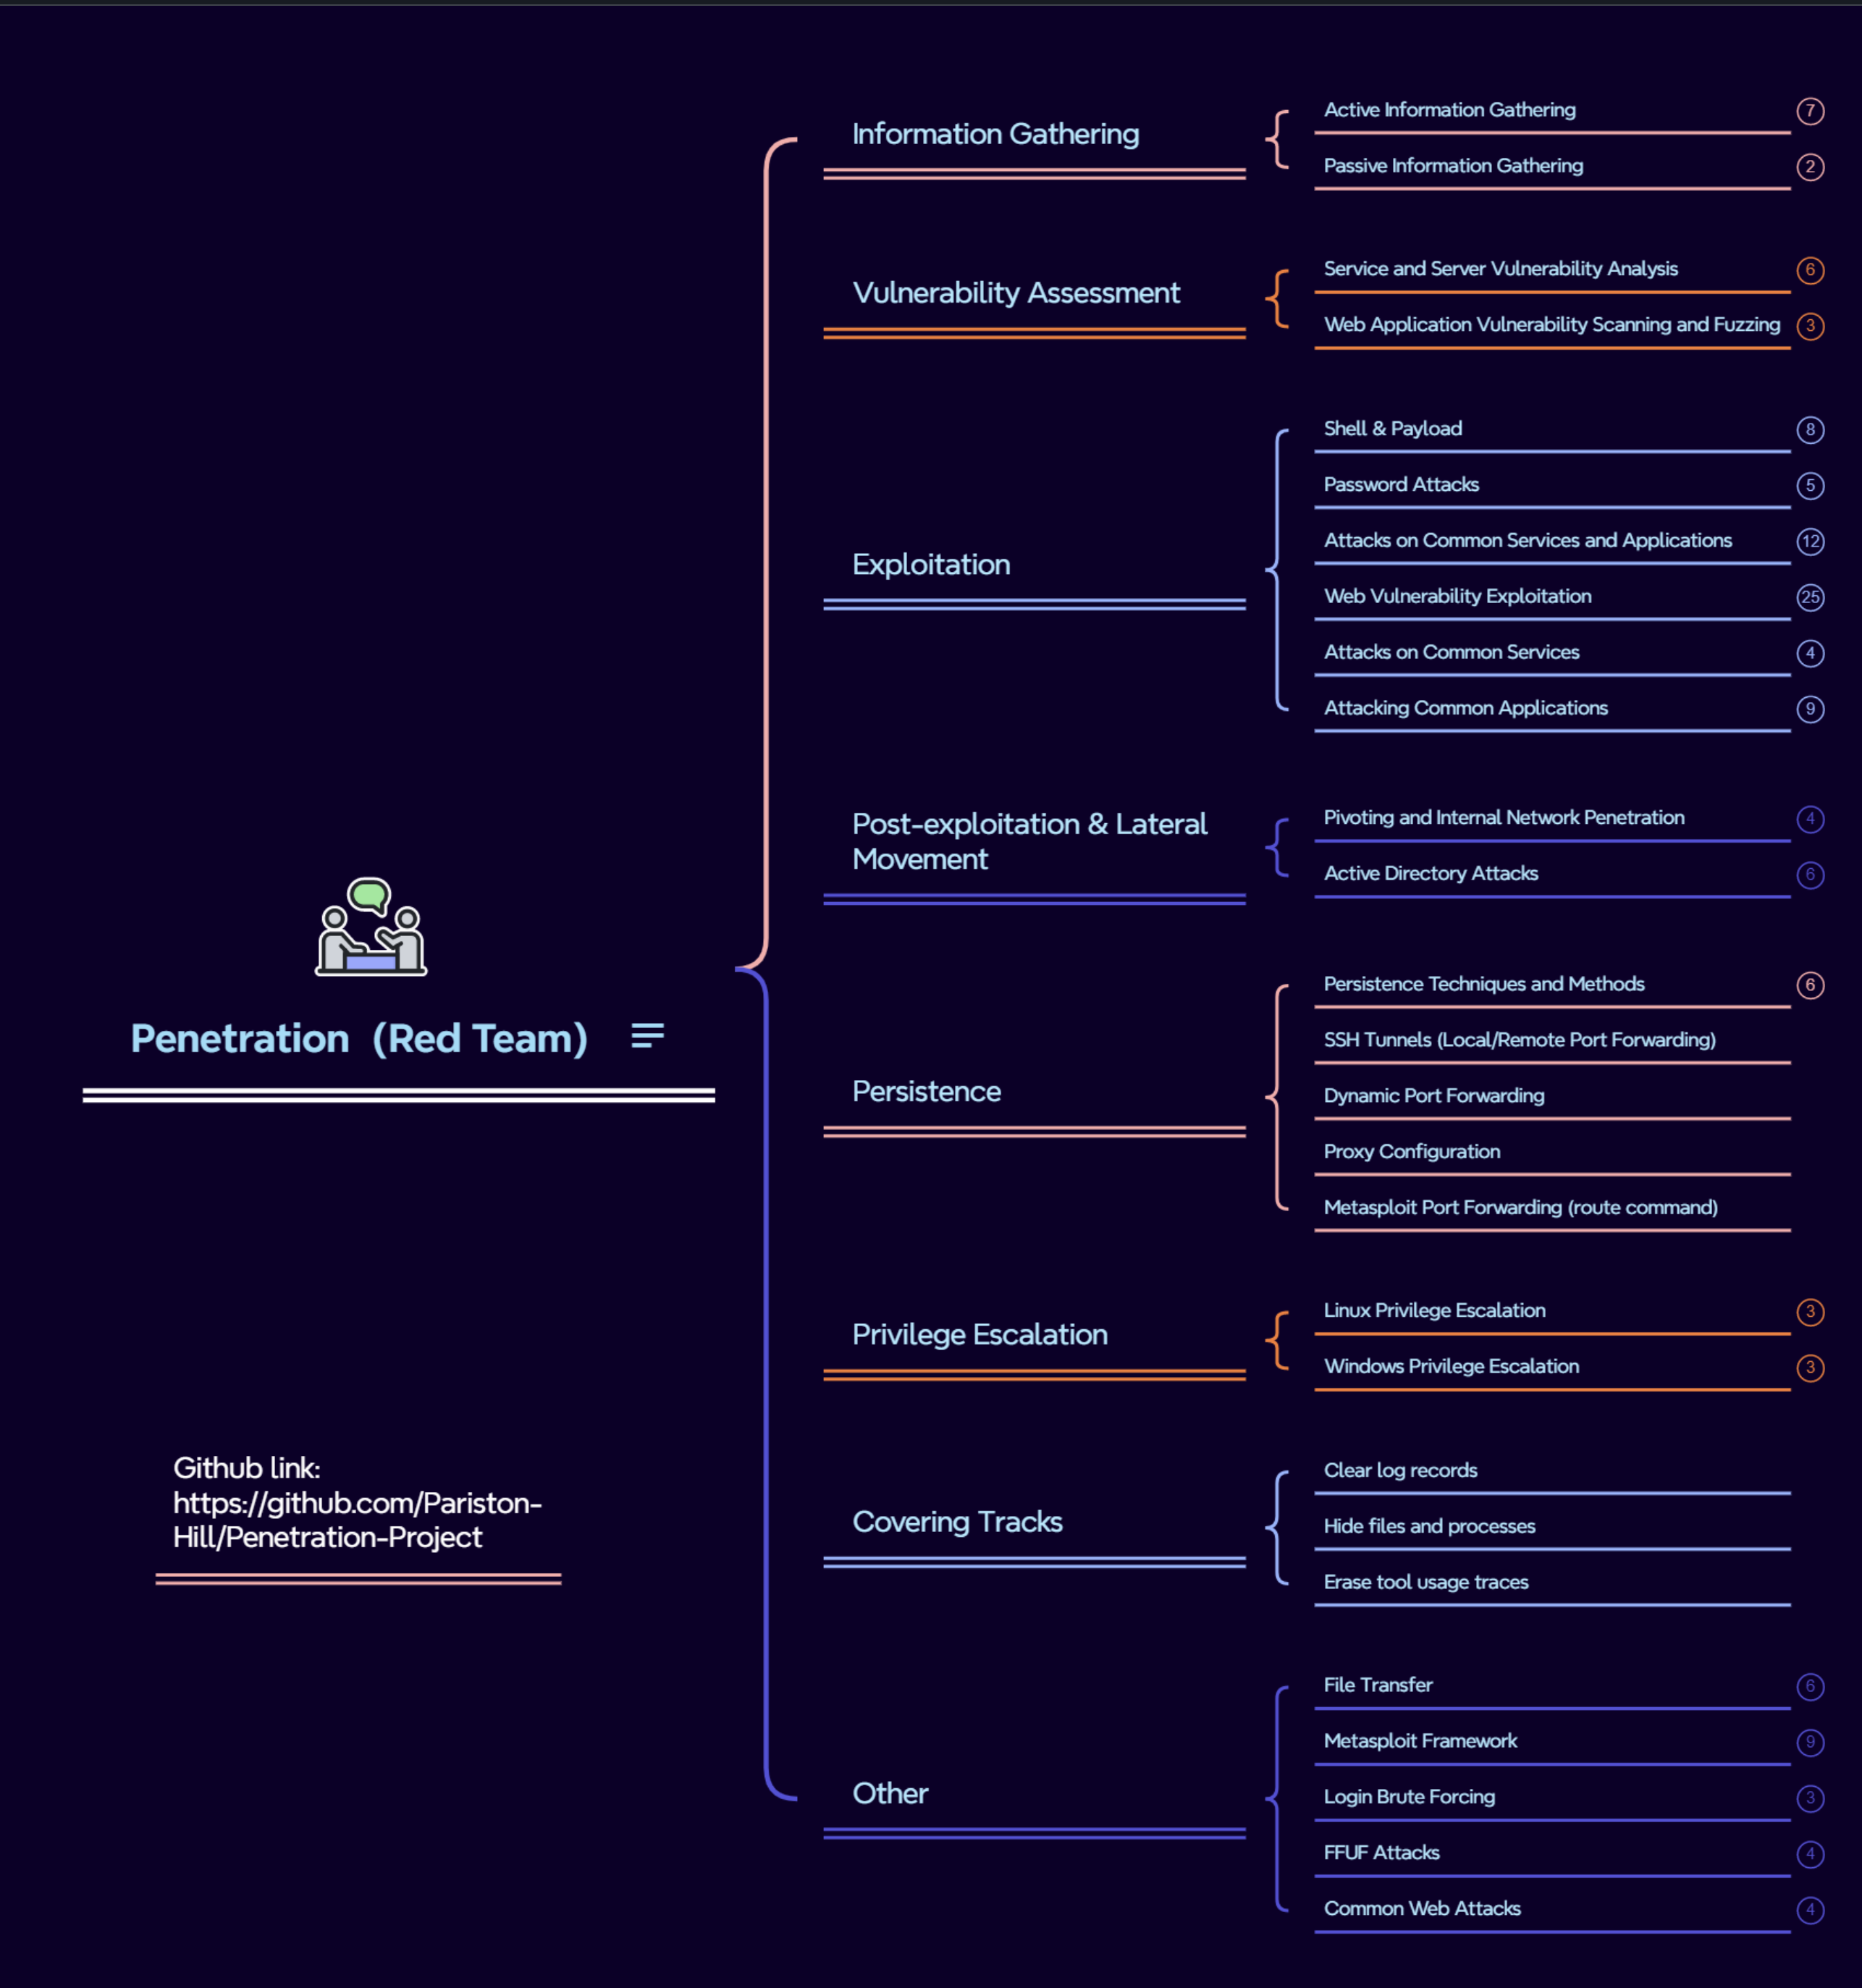 Penetration (Red Team)
Github link:
https://github.com/Pariston-
Hill/Penetration-Project
Information Gathering
Active Information Gathering 7
Passive Information Gathering 2
Vulnerability Assessment
Service and Server Vulnerability Analysis 6
Web Application Vulnerability Scanning and Fuzzing 3
Exploitation
Shell & Payload 8
Password Attacks 5
Attacks on Common Services and Applications 12
Web Vulnerability Exploitation 25
Attacks on Common Services 4
Attacking Common Applications 9
Post-exploitation & Lateral
Movement
Pivoting and Internal Network Penetration 4
Active Directory Attacks 6
Persistence
Persistence Techniques and Methods 6
SSH Tunnels (Local/Remote Port Forwarding)
Dynamic Port Forwarding
Proxy Configuration
Metasploit Port Forwarding (route command)
Privilege Escalation
Linux Privilege Escalation 3
Windows Privilege Escalation 3
Covering Tracks
Clear log records
Hide files and processes
Erase tool usage traces
Other
File Transfer 6
Metasploit Framework 9
Login Brute Forcing 3
FFUF Attacks 4
Common Web Attacks 4